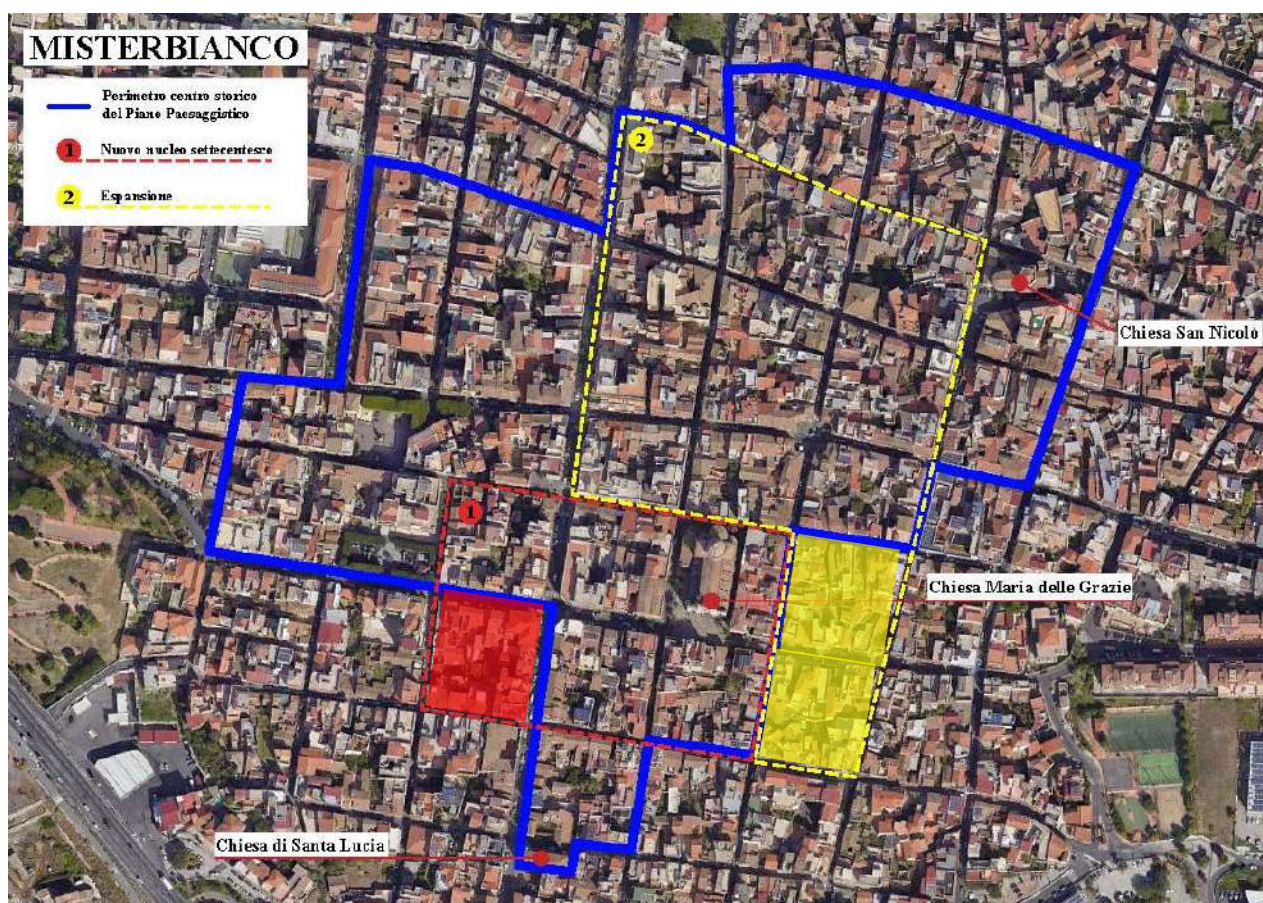 MISTERBIANCO
Perimetro centro storico
del Piano Paesaggistico
1 Nuovo nucleo settecentesco
2 Espansione
2
Chiesa San Nicolò
1
Chiesa Maria delle Grazie
Chiesa di Santa Lucia